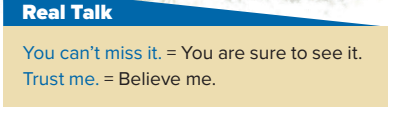 Real Talk
You can't miss it. = You are sure to see it.
Trust me. = Believe me.